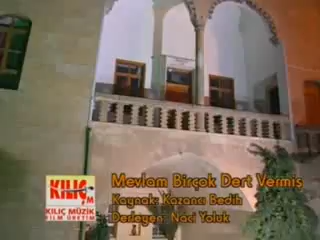 Mevlam Birçok Dert Vermiş
Kaynak: Kazancı Bedih
Derleyen: Naci Yoluk
KILIÇ
KILIÇ MÜZİK
FİLM ÜRETİM